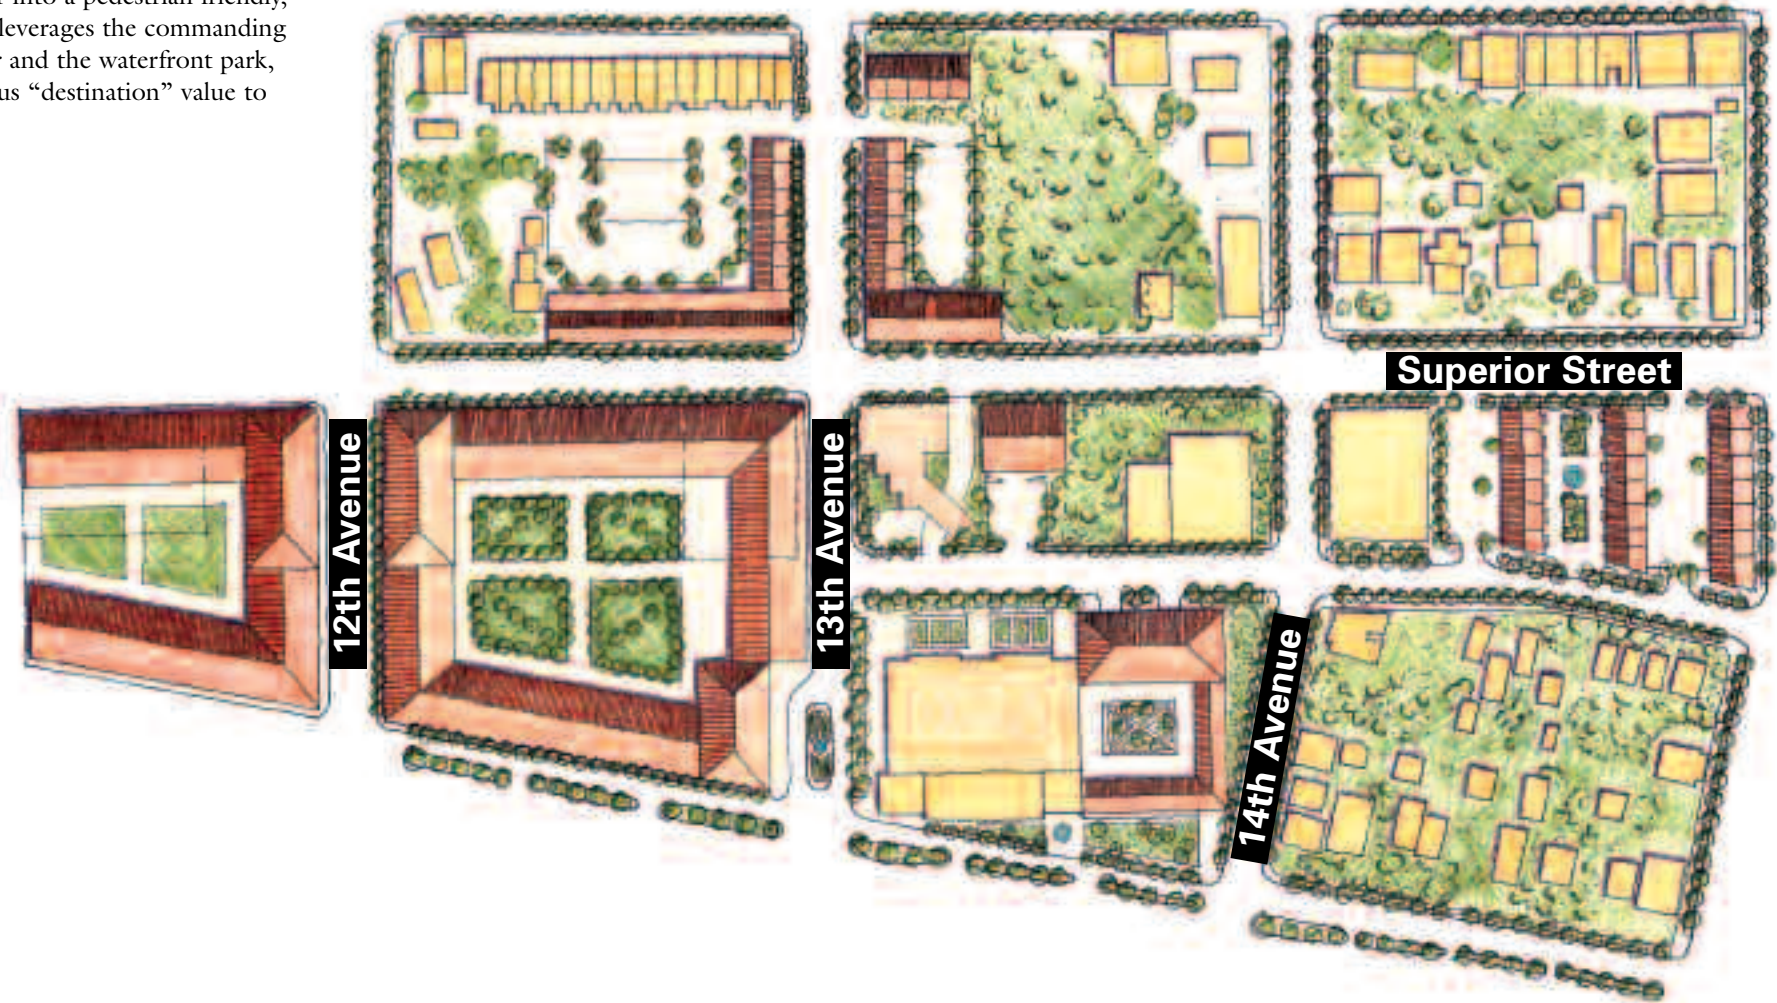 into a pedestrian friendly,
leverages the commanding
and the waterfront park,
us “destination” value to
Superior Street
12th Avenue
13th Avenue
14th Avenue